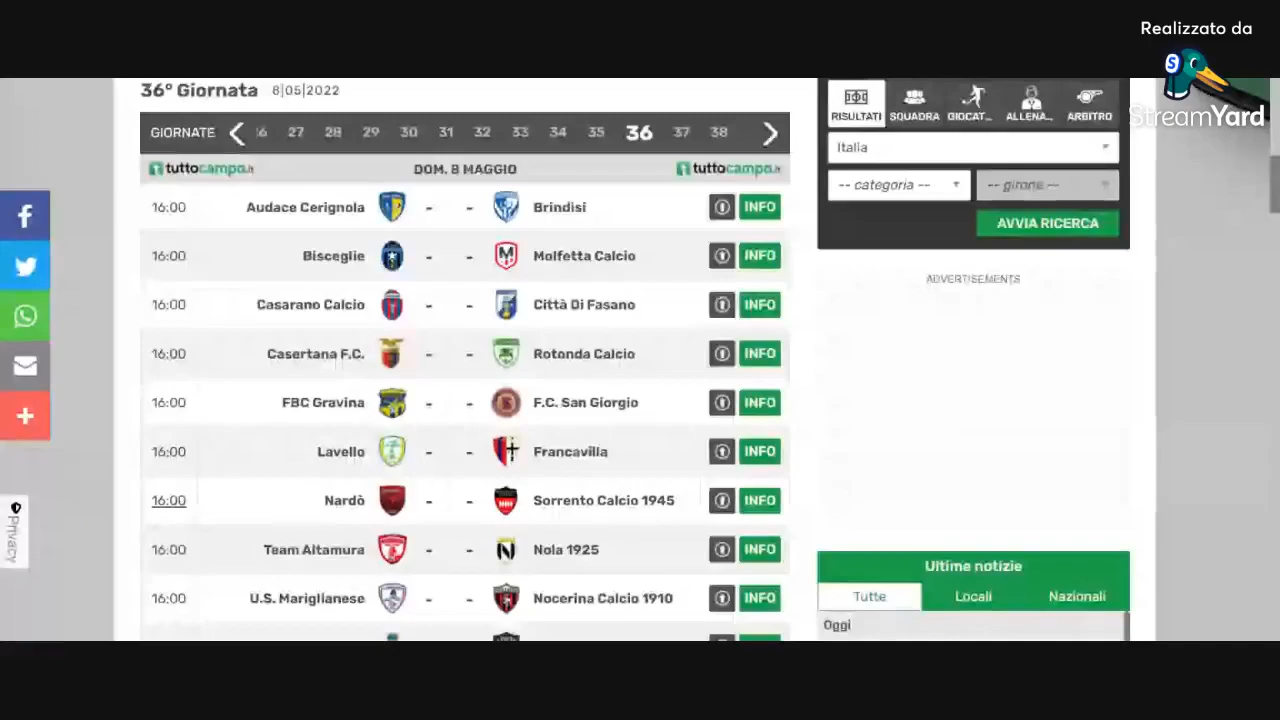 Realizzato da
StreamYard
36° Giornata 8|05|2022
GIORNATE 27 28 29 30 31 32 33 34 35 36 37 38
tuttocampo.it DOM. 8 MAGGIO tuttocampo.it
16:00 Audace Cerignola - - Brindisi INFO
16:00 Bisceglie - - Molfetta Calcio INFO
16:00 Casarano Calcio - - Città Di Fasano INFO
16:00 Casertana F.C. - - Rotonda Calcio INFO
16:00 FBC Gravina - - F.C. San Giorgio INFO
16:00 Lavello - - Francavilla INFO
16:00 Nardò - - Sorrento Calcio 1945 INFO
16:00 Team Altamura - - Nola 1925 INFO
16:00 U.S. Mariglianese - - Nocerina Calcio 1910 INFO
RISULTATI SQUADRA GIOCAT... ALLENA... ARBITRO
Italia
-- categoria -- -- girone --
AVVIA RICERCA
ADVERTISEMENTS
Ultime notizie
Tutte Locali Nazionali
Oggi
Privacy